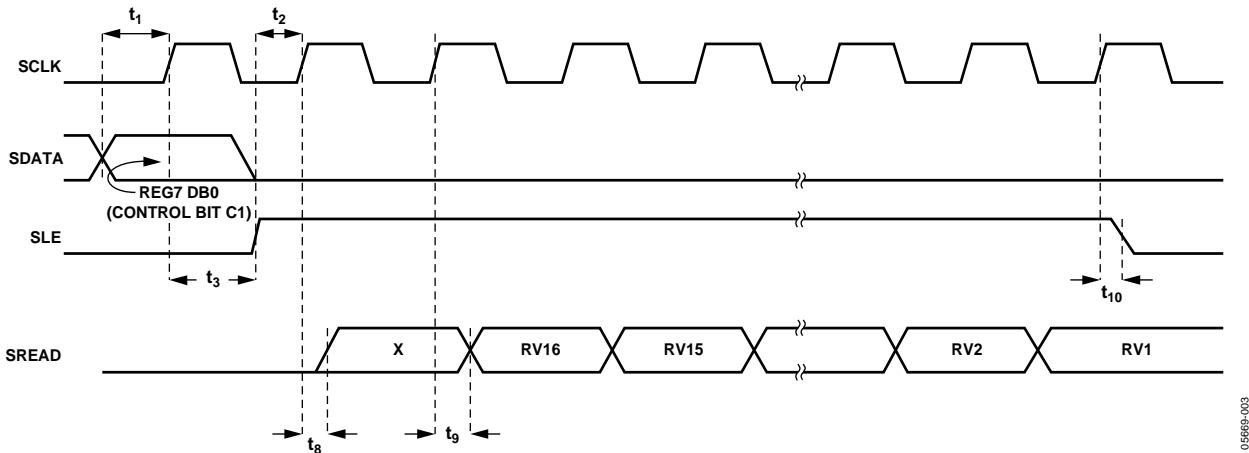 t1
t2
SCLK
SDATA
REG7 DB0
(CONTROL BIT C1)
SLE
t3
t10
SREAD
X
RV16
RV15
RV2
RV1
t8
t9
05669-003